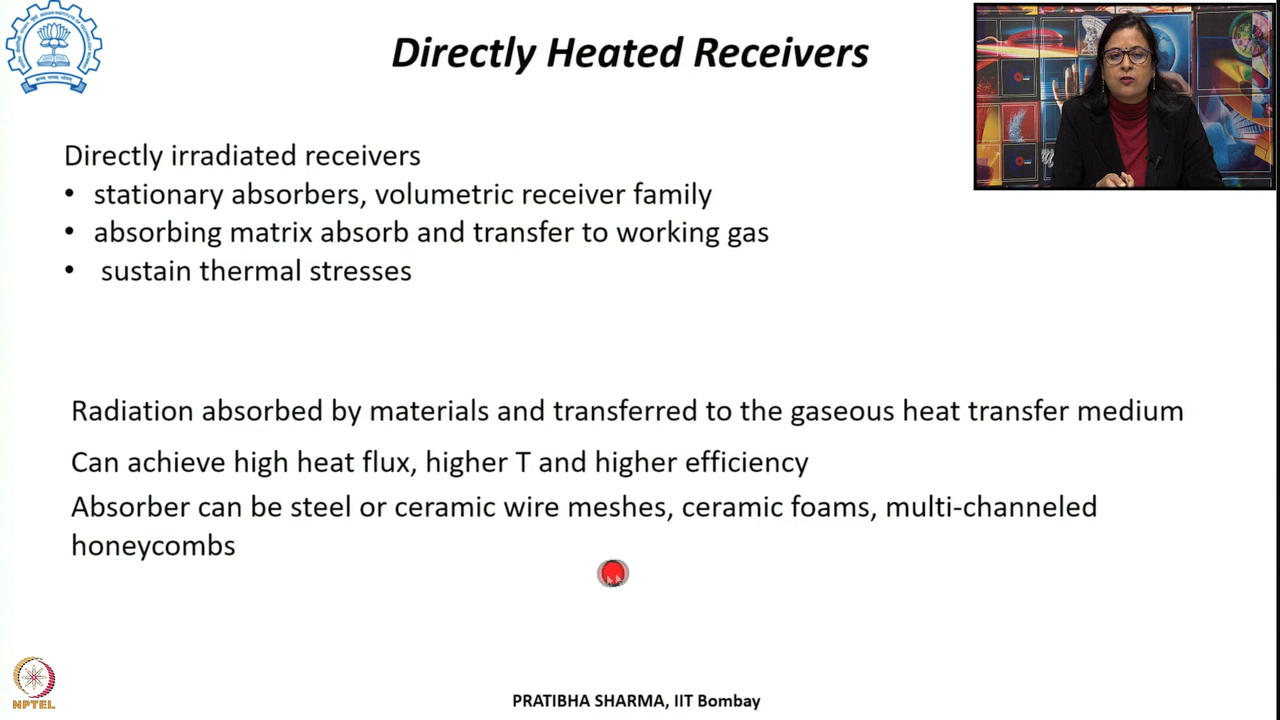 Directly Heated Receivers
Directly irradiated receivers
• stationary absorbers, volumetric receiver family
• absorbing matrix absorb and transfer to working gas
• sustain thermal stresses
Radiation absorbed by materials and transferred to the gaseous heat transfer medium
Can achieve high heat flux, higher T and higher efficiency
Absorber can be steel or ceramic wire meshes, ceramic foams, multi-channeled
honeycombs
NPTEL
PRATIBHA SHARMA, IIT Bombay